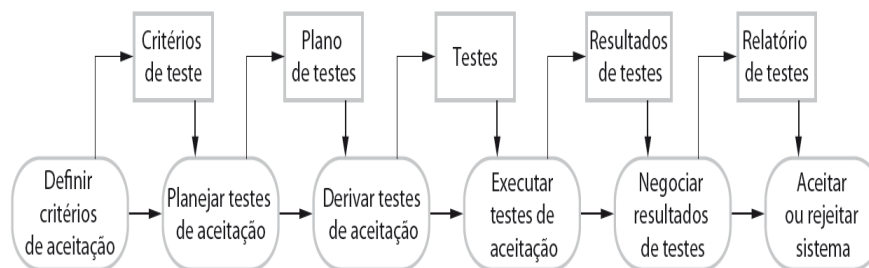 Critérios
de teste
Plano
de testes
Testes
Resultados
de testes
Relatório
de testes
Definir
critérios
de aceitação
Planejar testes
de aceitação
Derivar testes
de aceitação
Executar
testes de
aceitação
Negociar
resultados
de testes
Aceitar
ou rejeitar
sistema